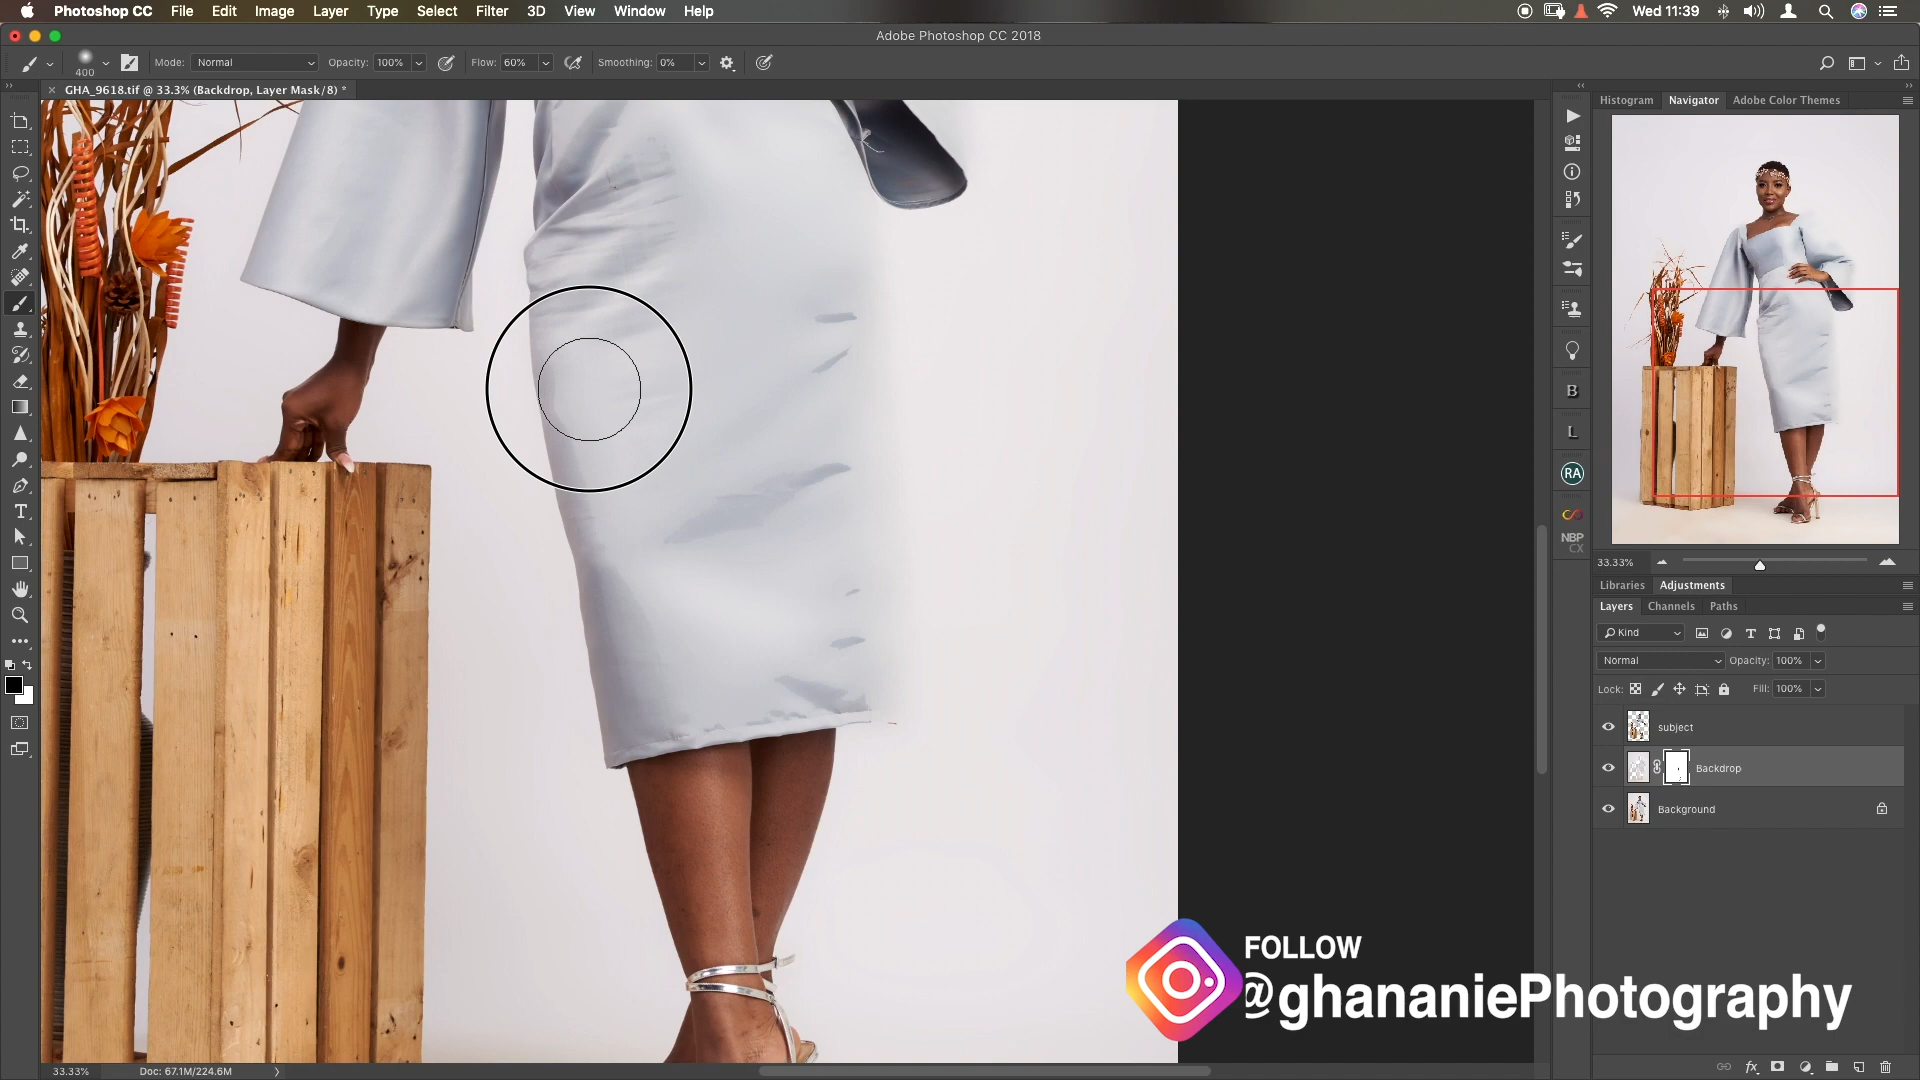 Photoshop CC File Edit Image Layer Type Select Filter 3D View Window Help Wed 11:39
Adobe Photoshop CC 2018
400 Mode: Normal Opacity: 100% Flow: 60% Smoothing: 0%
GHA_9618.tif @ 33.3% (Backdrop, Layer Mask/8) *
Histogram Navigator Adobe Color Themes
B
L
RA
NBP
CX
33.33%
Libraries Adjustments
Layers Channels Paths
Kind
Normal Opacity: 100%
Lock: Fill: 100%
subject
Backdrop
Background
FOLLOW
@ghananiePhotography
33.33% Doc: 67.1M/224.6M